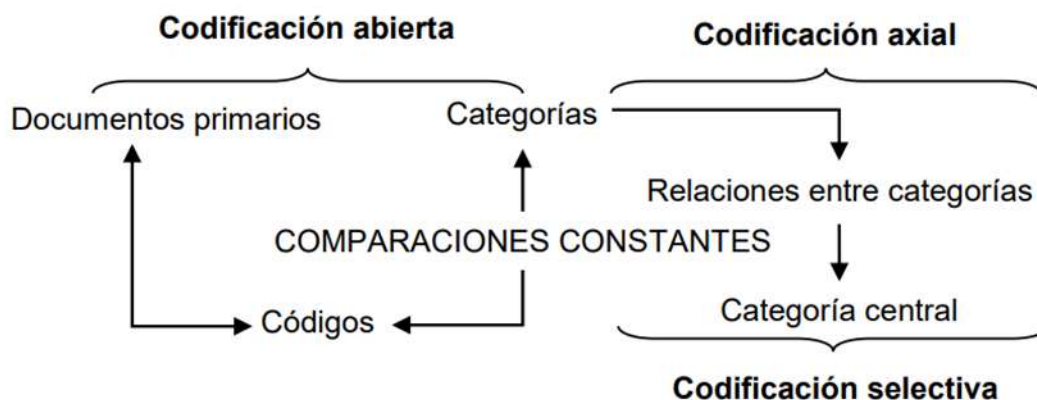 Codificación abierta
Codificación axial
Documentos primarios
Categorías
Relaciones entre categorías
COMPARACIONES CONSTANTES
Códigos
Categoría central
Codificación selectiva